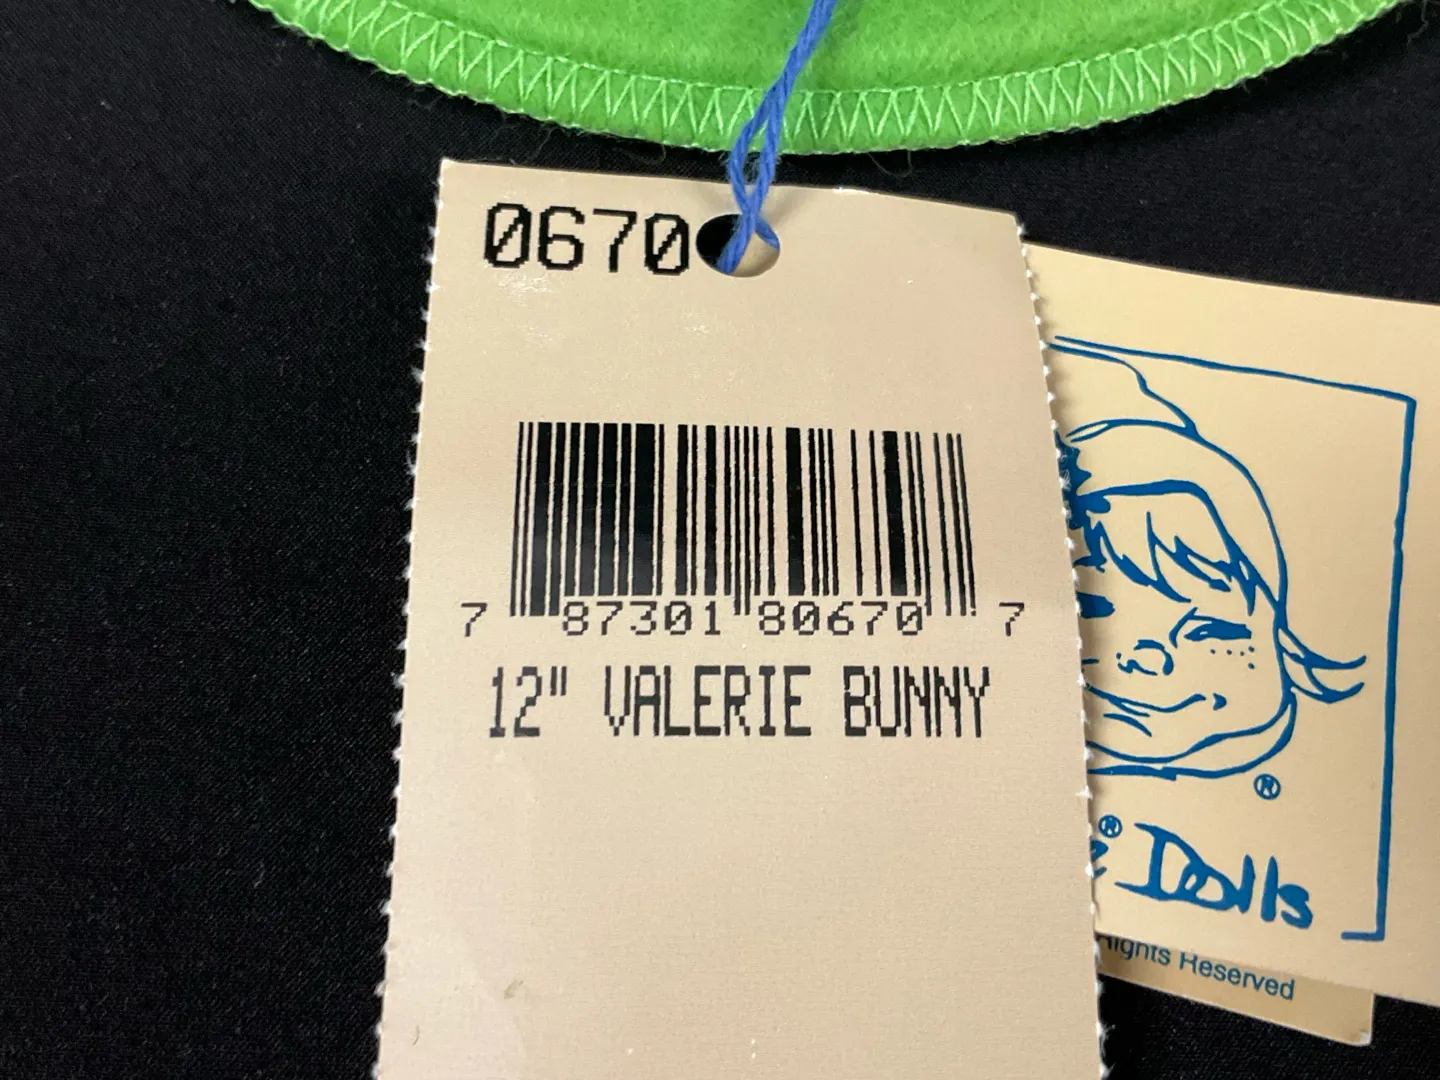 0670
7 87301 80670 7
12" VALERIE BUNNY
®
® Dolls
Rights Reserved